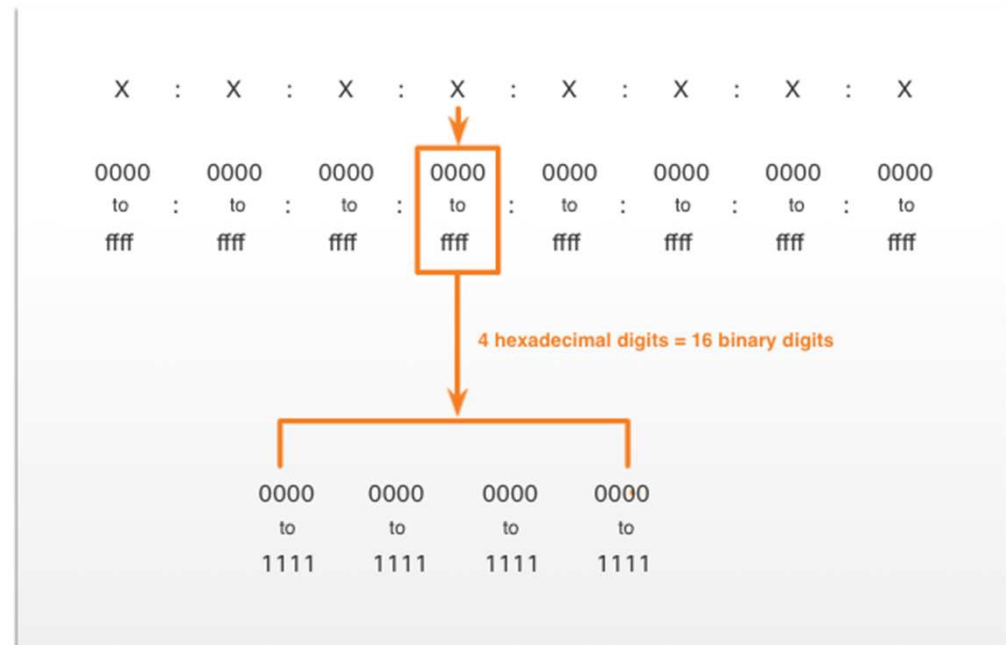 X : X : X : X : X : X : X : X
0000 0000 0000 0000 0000 0000 0000 0000
to : to : to : to : to : to : to : to
ffff ffff ffff ffff ffff ffff ffff ffff
4 hexadecimal digits = 16 binary digits
0000 0000 0000 0000
to to to to
1111 1111 1111 1111